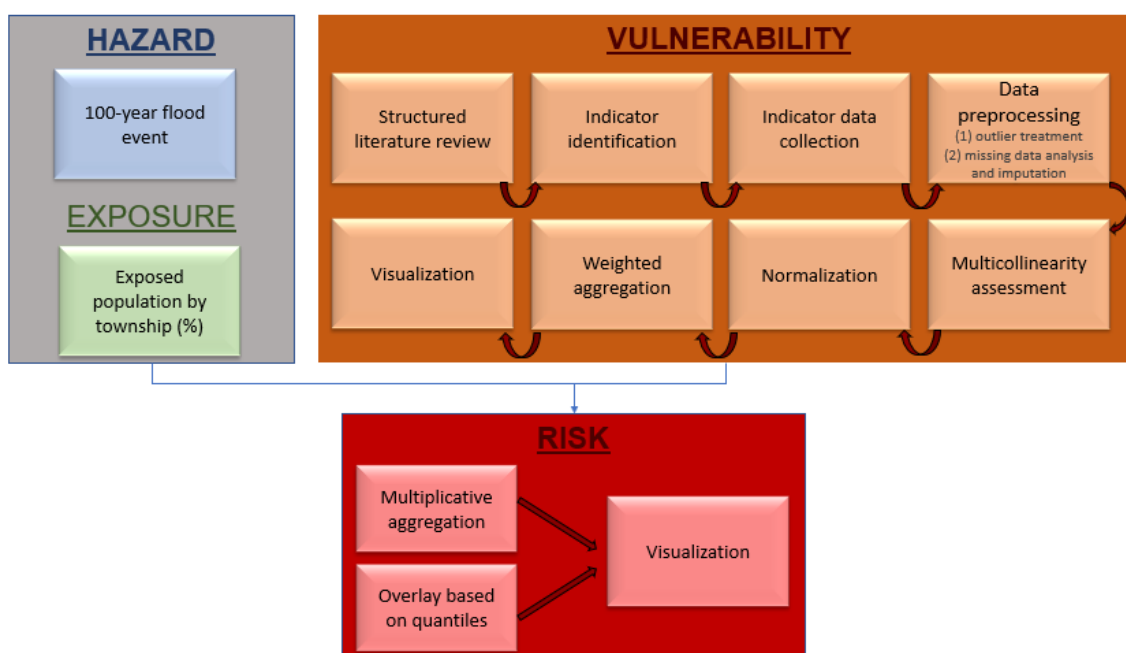 HAZARD
100-year flood
event
EXPOSURE
Exposed
population by
township (%)
VULNERABILITY
Structured
literature review
Indicator
identification
Indicator data
collection
Data
preprocessing
(1) outlier treatment
(2) missing data analysis
and imputation
Visualization
Weighted
aggregation
Normalization
Multicollinearity
assessment
RISK
Multiplicative
aggregation
Overlay based
on quantiles
Visualization